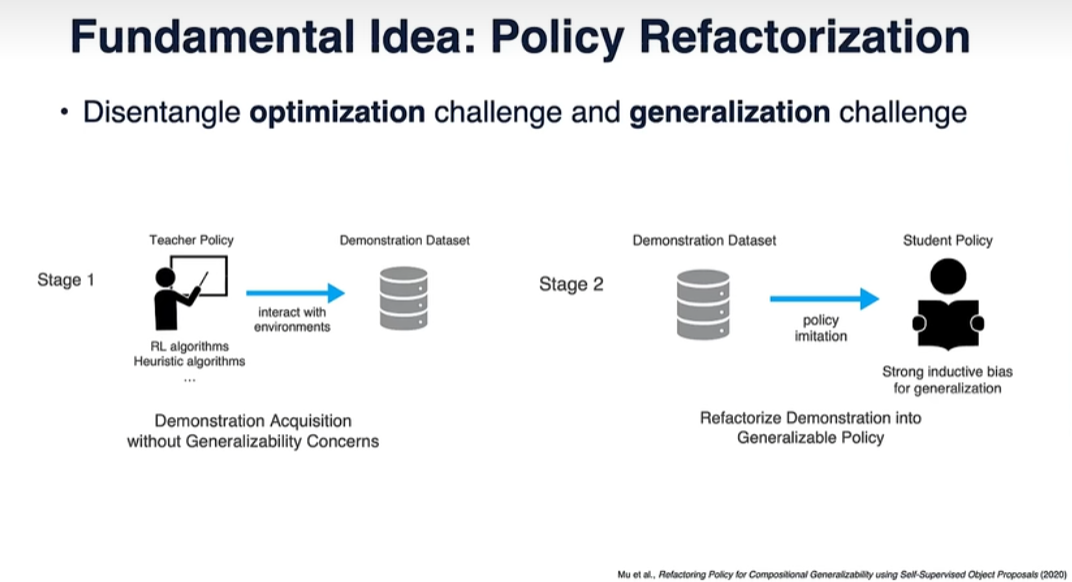 Fundamental Idea: Policy Refactorization
• Disentangle optimization challenge and generalization challenge
Stage 1
Teacher Policy
RL algorithms
Heuristic algorithms
...
interact with
environments
Demonstration Dataset
Demonstration Acquisition
without Generalizability Concerns
Stage 2
Demonstration Dataset
policy
imitation
Student Policy
Strong inductive bias
for generalization
Refactorize Demonstration into
Generalizable Policy
Mu et al., Refactoring Policy for Compositional Generalizability using Self-Supervised Object Proposals (2020)